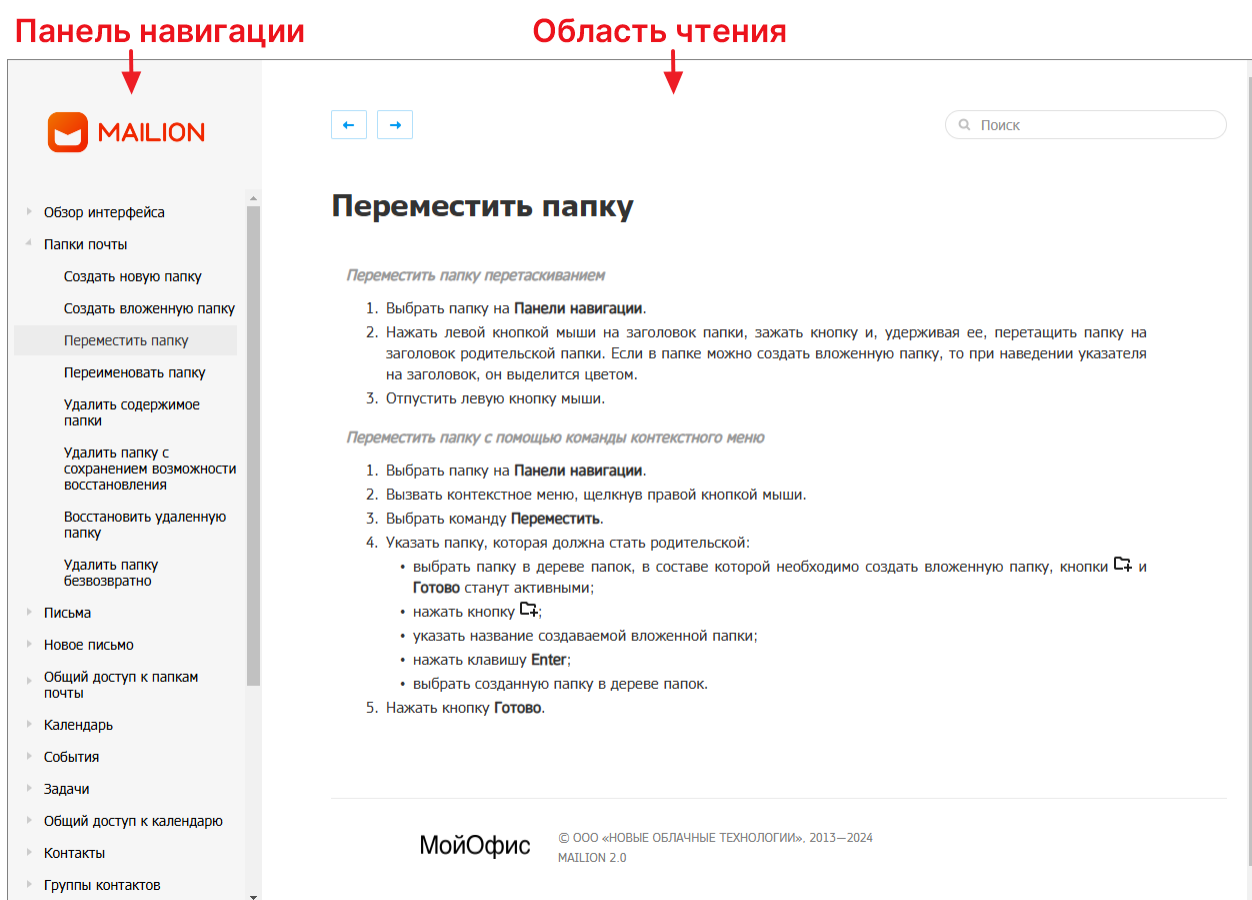 Панель навигации
Область чтения
MAILION
Поиск
Обзор интерфейса
Папки почты
Создать новую папку
Создать вложенную папку
Переместить папку
Переименовать папку
Удалить содержимое
папки
Удалить папку с
сохранением возможности
восстановления
Восстановить удаленную
папку
Удалить папку
безвозвратно
Письма
Новое письмо
Общий доступ к папкам
почты
Календарь
События
Задачи
Общий доступ к календарю
Контакты
Группы контактов
Переместить папку
Переместить папку перетаскиванием
1. Выбрать папку на Панели навигации.
2. Нажать левой кнопкой мыши на заголовок папки, зажать кнопку и, удерживая ее, перетащить папку на
заголовок родительской папки. Если в папке можно создать вложенную папку, то при наведении указателя
на заголовок, он выделится цветом.
3. Отпустить левую кнопку мыши.
Переместить папку с помощью команды контекстного меню
1. Выбрать папку на Панели навигации.
2. Вызвать контекстное меню, щелкнув правой кнопкой мыши.
3. Выбрать команду Переместить.
4. Указать папку, которая должна стать родительской:
• выбрать папку в дереве папок, в составе которой необходимо создать вложенную папку, кнопки и
Готово станут активными;
• нажать кнопку ;
• указать название создаваемой вложенной папки;
• нажать клавишу Enter;
• выбрать созданную папку в дереве папок.
5. Нажать кнопку Готово.
МойОфис
© ООО «НОВЫЕ ОБЛАЧНЫЕ ТЕХНОЛОГИИ», 2013—2024
MAILION 2.0